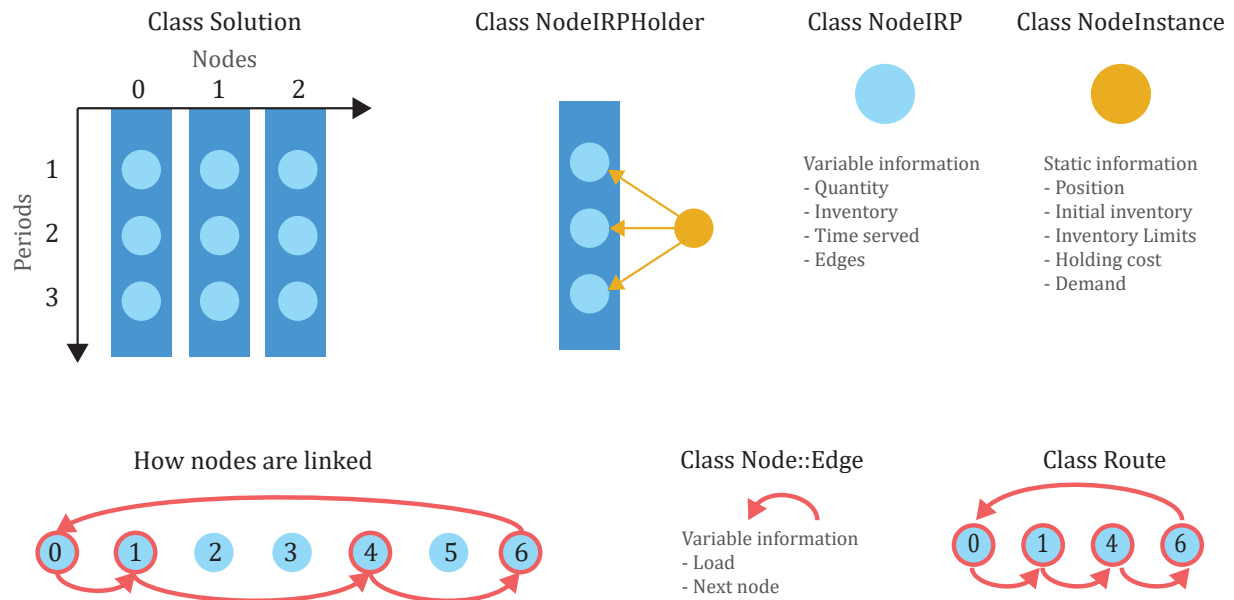 Class Solution
Nodes
0 1 2
Periods
1
2
3
Class NodeIRPHolder
Class NodeIRP
Variable information
- Quantity
- Inventory
- Time served
- Edges
Class NodeInstance
Static information
- Position
- Initial inventory
- Inventory Limits
- Holding cost
- Demand
How nodes are linked
0 1 2 3 4 5 6
Class Node::Edge
Variable information
- Load
- Next node
Class Route
0 1 4 6